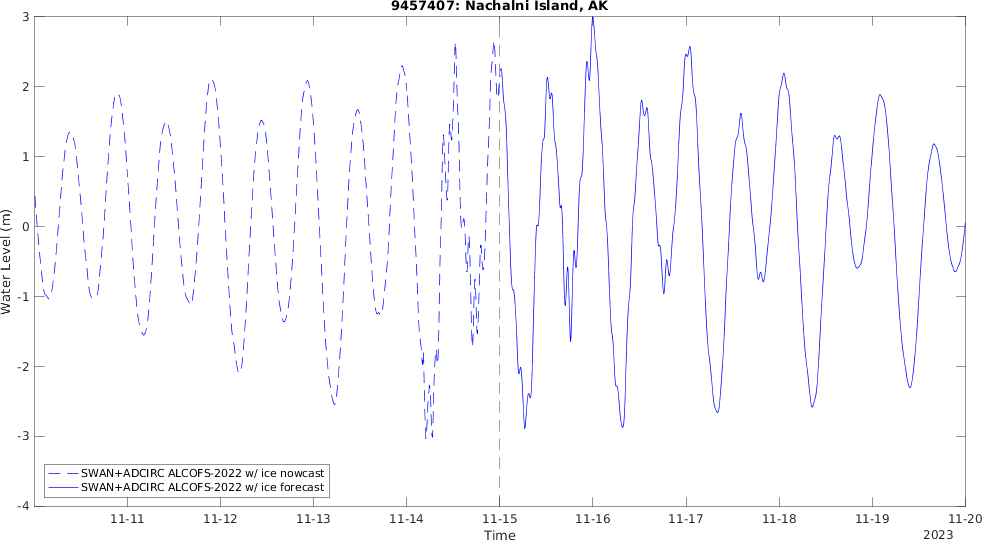 9457407: Nachalni Island, AK
Water Level (m)
3
2
1
0
-1
-2
-3
-4
SWAN+ADCIRC ALCOFS-2022 w/ ice nowcast
SWAN+ADCIRC ALCOFS-2022 w/ ice forecast
11-11 11-12 11-13 11-14 11-15 11-16 11-17 11-18 11-19 11-20
Time
2023